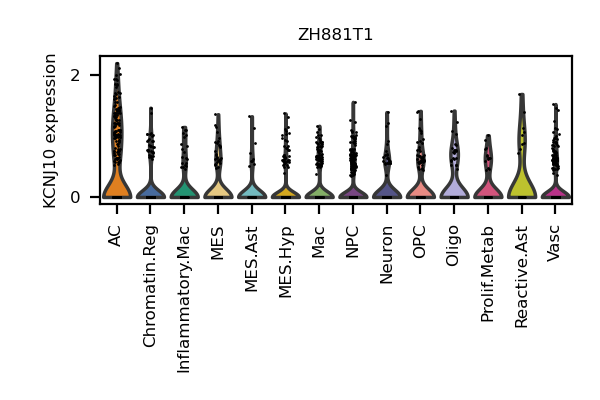 ZH881T1
KCNJ10 expression
2
0
AC
Chromatin.Reg
Inflammatory.Mac
MES
MES.Ast
MES.Hyp
Mac
NPC
Neuron
OPC
Oligo
Prolif.Metab
Reactive.Ast
Vasc